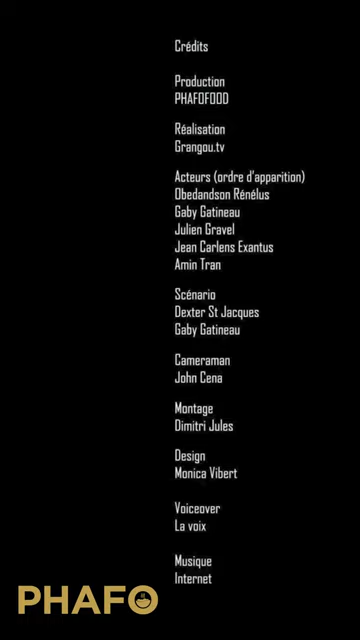 Crédits
Production
PHAFOFOOD
Réalisation
Grangou.tv
Acteurs (ordre d'apparition)
Obedandson Rénélus
Gaby Gatineau
Julien Gravel
Jean Carlens Exantus
Amin Tran
Scénario
Dexter St Jacques
Gaby Gatineau
Cameraman
John Cena
Montage
Dimitri Jules
Design
Monica Vibert
Voiceover
La voix
Musique
Internet
PHAFO